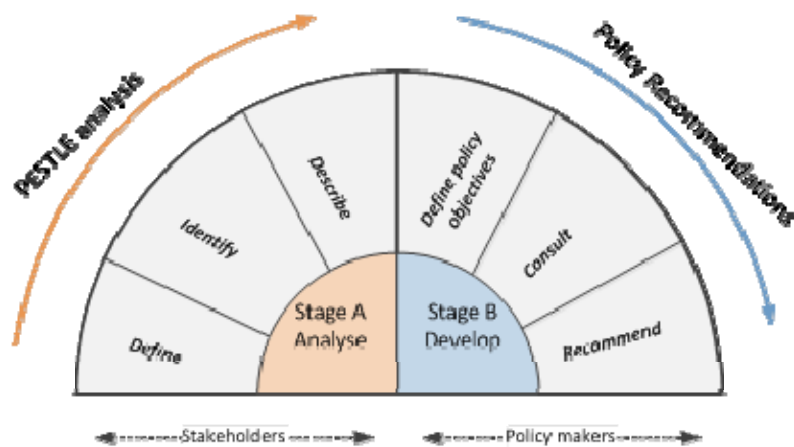 PESTLE analysis
Policy Recommendations
Define
Identify
Describe
Define policy
objectives
Consult
Recommend
Stage A
Analyse
Stage B
Develop
Stakeholders
Policy makers